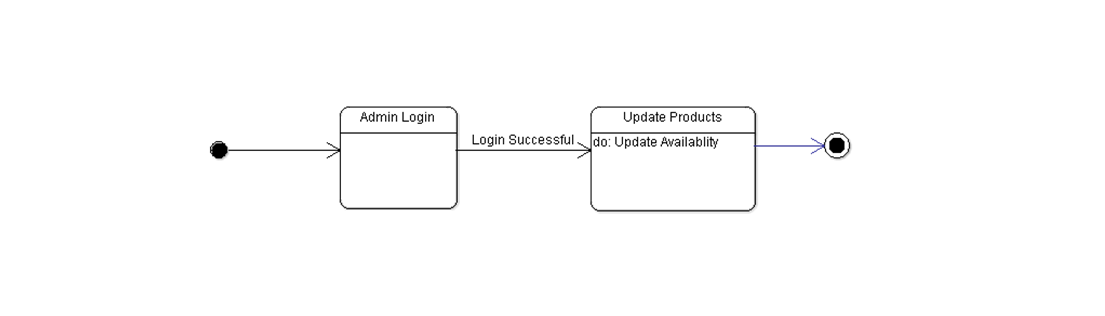 Admin Login
Login Successful
Update Products
do: Update Availablity